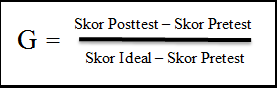 Skor Posttest – Skor Pretest
G =
Skor Ideal – Skor Pretest